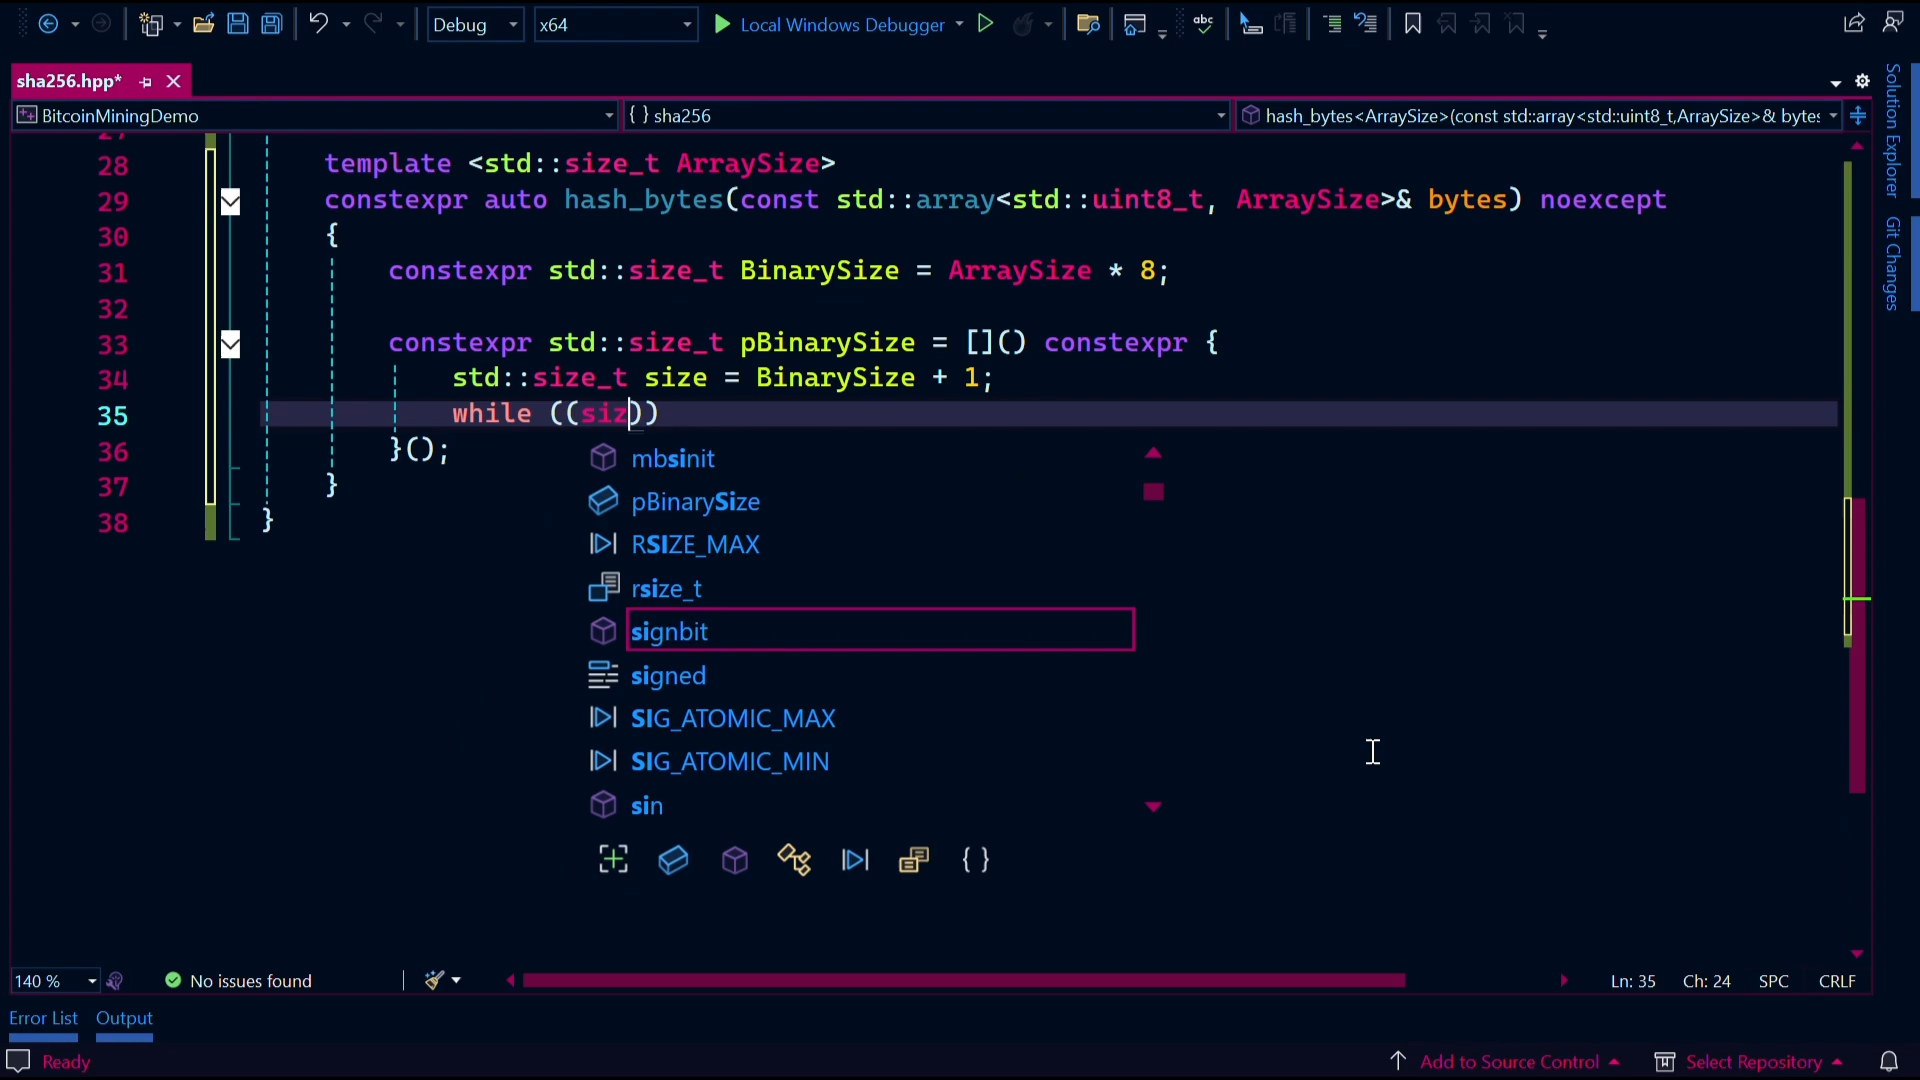 Debug x64 Local Windows Debugger abc
sha256.hpp*
BitcoinMiningDemo { } sha256 hash_bytes<ArraySize>(const std::array<std::uint8_t,ArraySize>& bytes
Solution Explorer
Git Changes
27
28 template <std::size_t ArraySize>
29 constexpr auto hash_bytes(const std::array<std::uint8_t, ArraySize>& bytes) noexcept
30 {
31 constexpr std::size_t BinarySize = ArraySize * 8;
32
33 constexpr std::size_t pBinarySize = []() constexpr {
34 std::size_t size = BinarySize + 1;
35 while ((siz))
36 }();
37 }
38 }
mbsinit
pBinarySize
RSIZE_MAX
rsize_t
signbit
signed
SIG_ATOMIC_MAX
SIG_ATOMIC_MIN
sin
{ }
140 % No issues found Ln: 35 Ch: 24 SPC CRLF
Error List Output
Ready Add to Source Control Select Repository